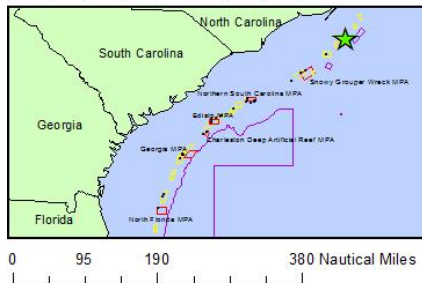 North Carolina
South Carolina
Snowy Grouper Wreck MPA
Northern South Carolina MPA
Edisto MPA
Georgia
Charleston Deep Artificial Reef MPA
Georgia MPA
Florida
North Florida MPA
0 95 190 380 Nautical Miles